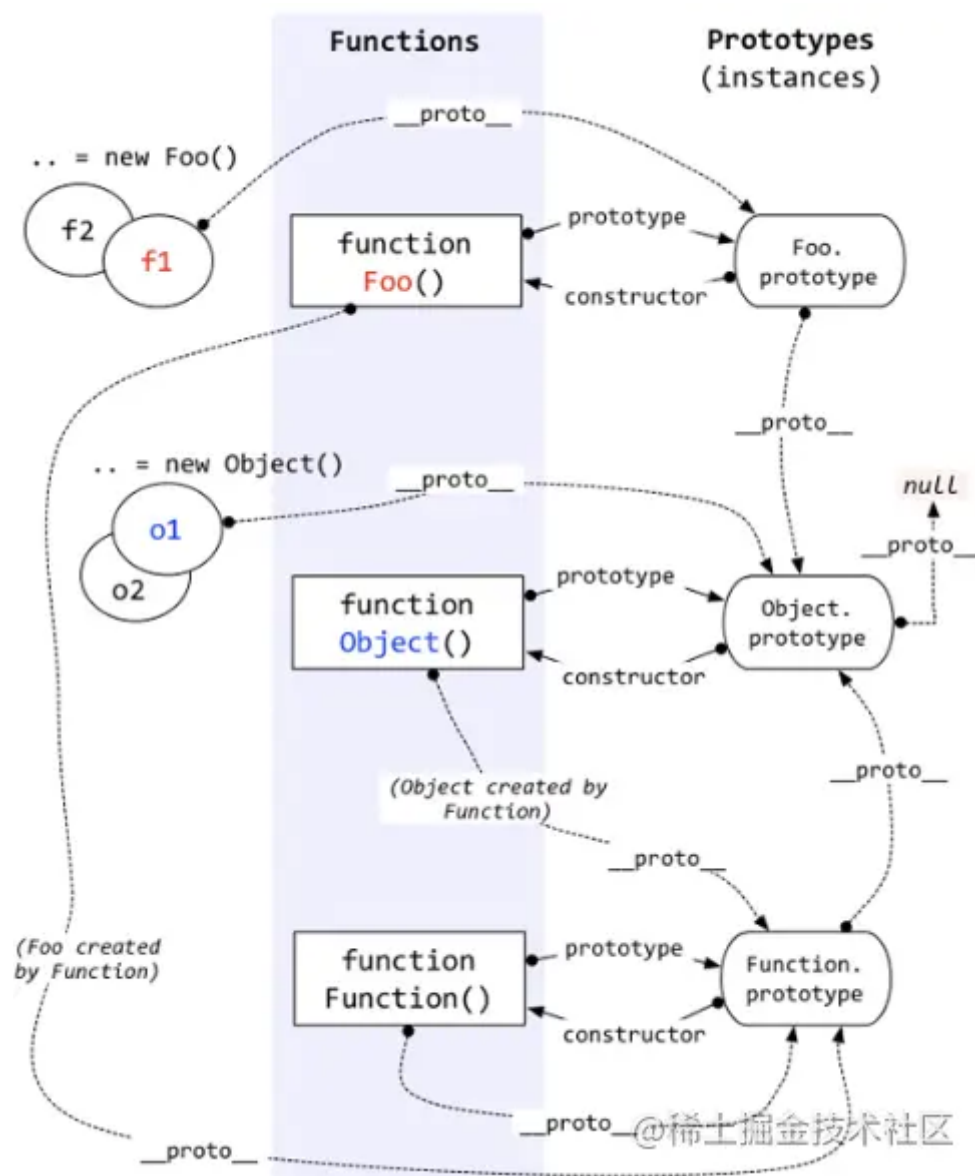 Functions
Prototypes
(instances)
__proto__
.. = new Foo()
f2
f1
function
Foo()
prototype
constructor
Foo.
prototype
__proto__
.. = new Object()
__proto__
null
__proto__
o1
o2
function
Object()
prototype
constructor
Object.
prototype
(Object created by
Function)
__proto__
__proto__
(Foo created
by Function)
function
Function()
prototype
constructor
Function.
prototype
__proto__
@稀土掘金技术社区
__proto__